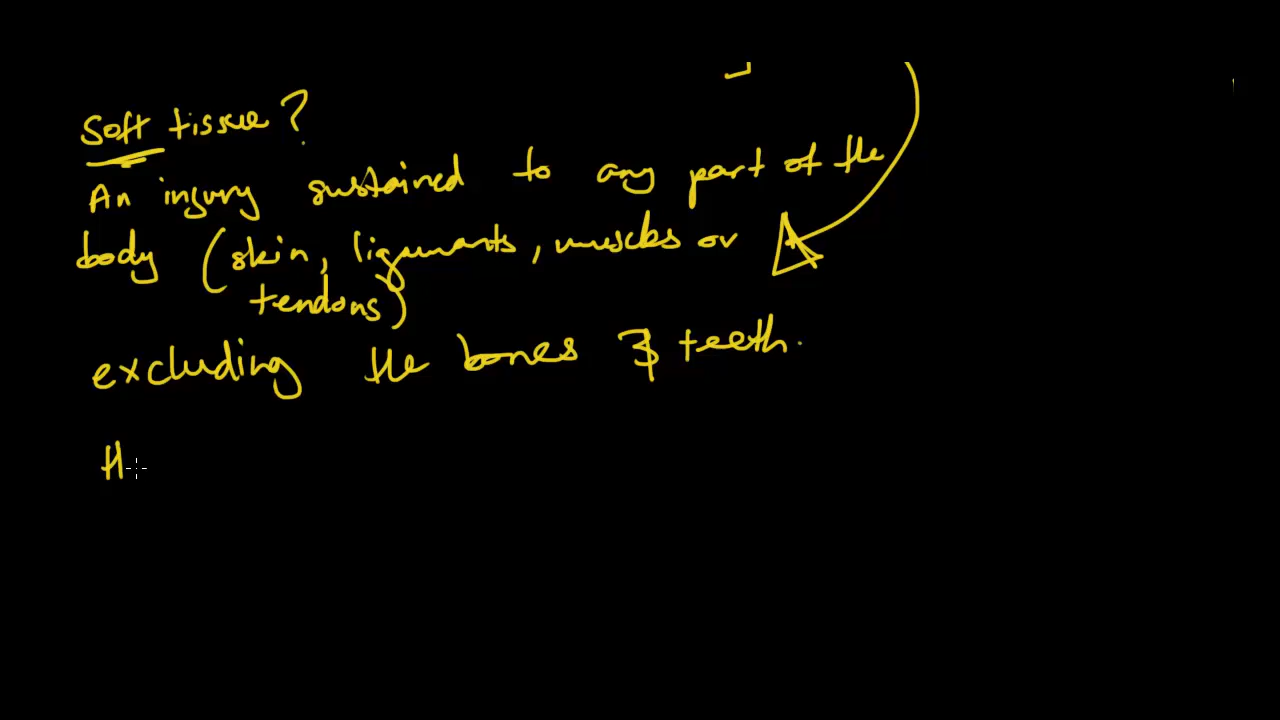 Soft tissue?
An injury sustained to any part of the
body (skin, ligaments, muscles or
tendons)
excluding the bones & teeth.
H